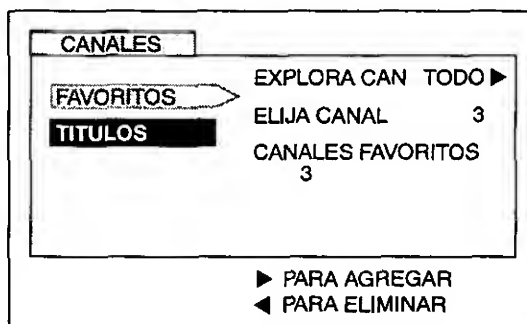 CANALES
FAVORITOS
TITULOS
EXPLORA CAN TODO ▶
ELIJA CANAL 3
CANALES FAVORITOS
3
▶ PARA AGREGAR
◀ PARA ELIMINAR